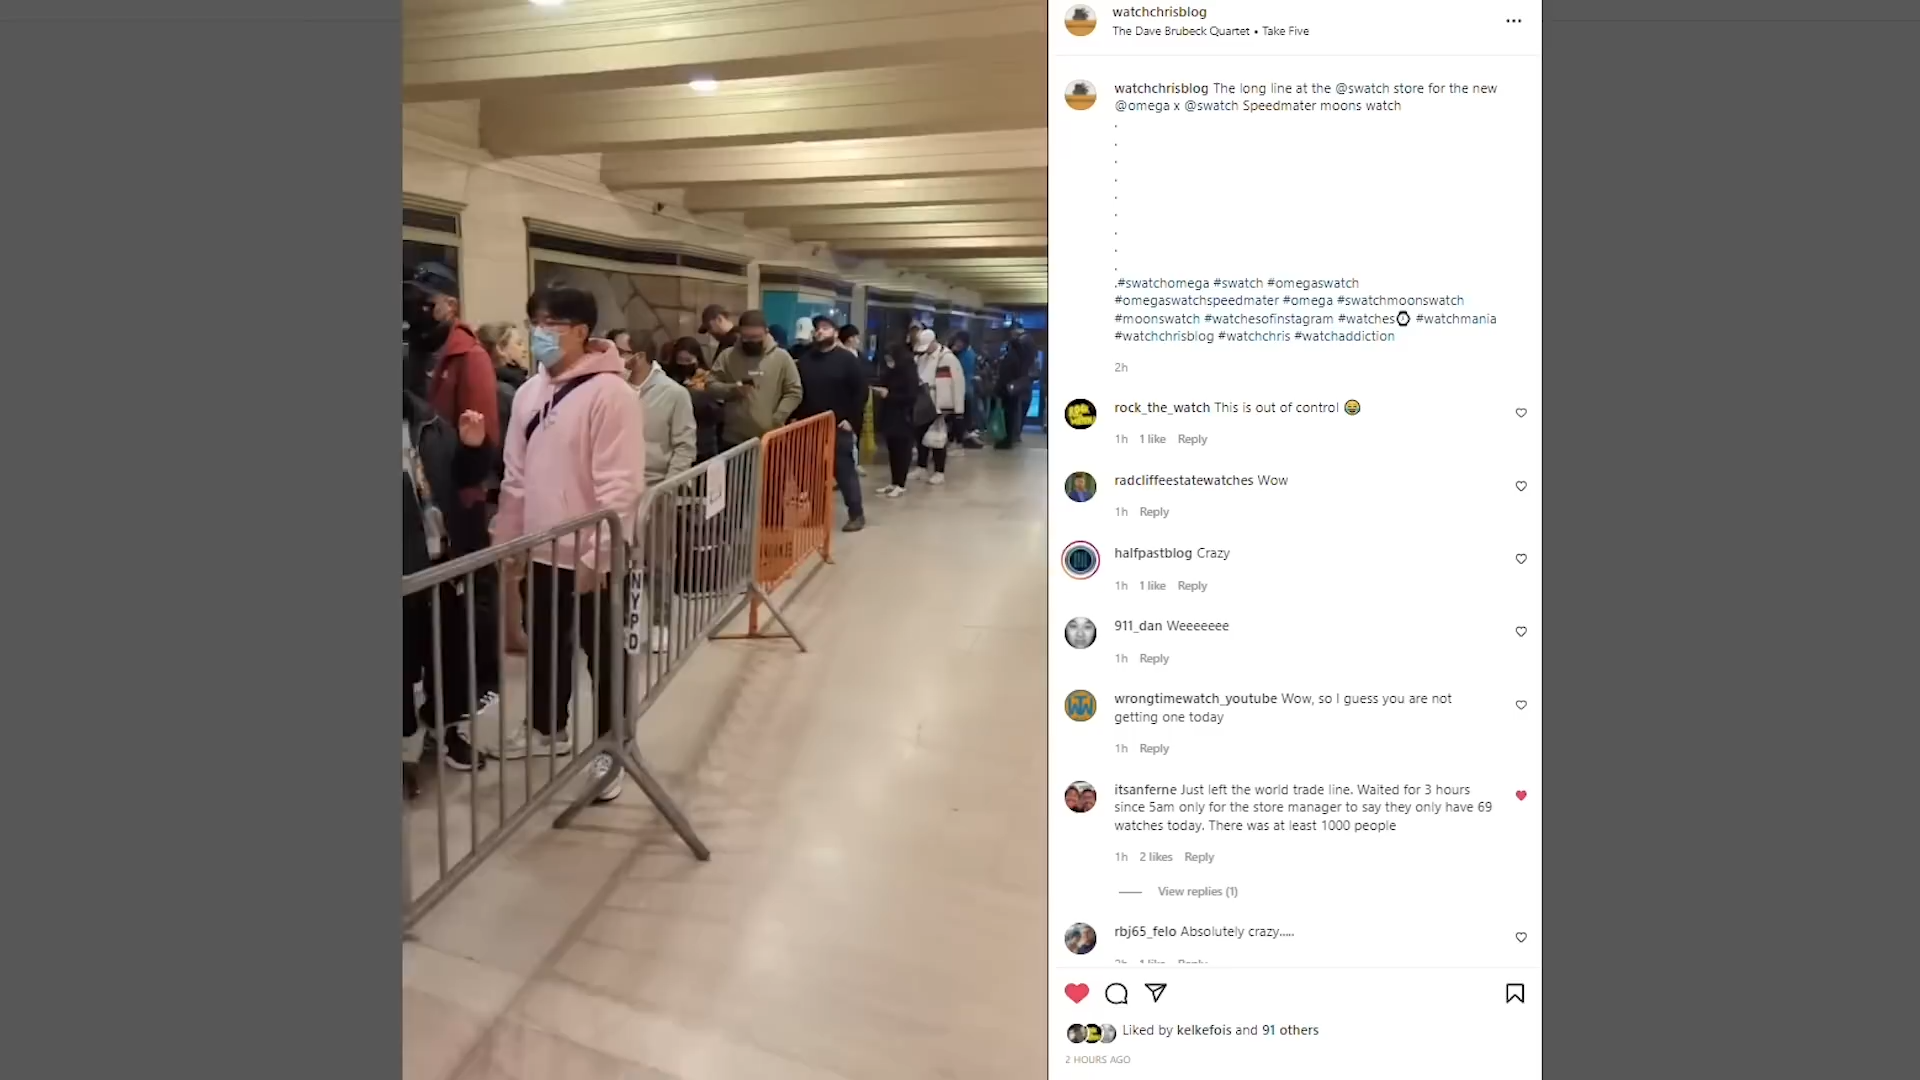 watchchrisblog
The Dave Brubeck Quartet • Take Five
watchchrisblog The long line at the @swatch store for the new
@omega x @swatch Speedmater moons watch
.
.
.
.
.
.
.
.
.
.#swatchomega #swatch #omegaswatch
#omegaswatchspeedmater #omega #swatchmoonswatch
#moonswatch #watchesofinstagram #watches⌚ #watchmania
#watchchrisblog #watchchris #watchaddiction
2h
rock_the_watch This is out of control 😂
1h 1 like Reply
radcliffeestatewatches Wow
1h Reply
halfpastblog Crazy
1h 1 like Reply
911_dan Weeeeeee
1h Reply
wrongtimewatch_youtube Wow, so I guess you are not
getting one today
1h Reply
itsanferne Just left the world trade line. Waited for 3 hours
since 5am only for the store manager to say they only have 69
watches today. There was at least 1000 people
1h 2 likes Reply
View replies (1)
rbj65_felo Absolutely crazy.....
2h 1 like Reply
Liked by kelkefois and 91 others
2 HOURS AGO
NYPD